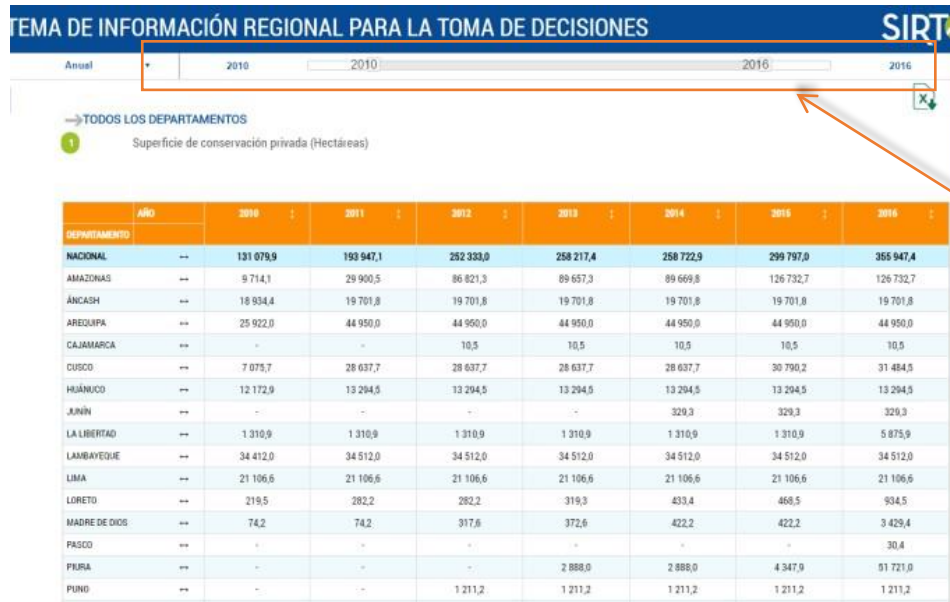 TEMA DE INFORMACIÓN REGIONAL PARA LA TOMA DE DECISIONES SIRT
Anual 2010 2010 2016 2016
TODOS LOS DEPARTAMENTOS
1 Superficie de conservación privada (Hectáreas)
AÑO 2010 2011 2012 2013 2014 2015 2016
DEPARTAMENTO
NACIONAL 131 079,9 193 947,1 252 333,0 258 217,4 258 722,9 299 797,0 355 947,4
AMAZONAS 9 714,1 29 900,5 86 821,3 89 657,3 89 669,8 126 732,7 126 732,7
ÁNCASH 18 934,4 19 701,8 19 701,8 19 701,8 19 701,8 19 701,8 19 701,8
AREQUIPA 25 922,0 44 950,0 44 950,0 44 950,0 44 950,0 44 950,0 44 950,0
CAJAMARCA - - 10,5 10,5 10,5 10,5 10,5
CUSCO 7 075,7 28 637,7 28 637,7 28 637,7 28 637,7 30 790,2 31 484,5
HUÁNUCO 12 172,9 13 294,5 13 294,5 13 294,5 13 294,5 13 294,5 13 294,5
JUNÍN - - - - 329,3 329,3 329,3
LA LIBERTAD 1 310,9 1 310,9 1 310,9 1 310,9 1 310,9 1 310,9 5 875,9
LAMBAYEQUE 34 412,0 34 512,0 34 512,0 34 512,0 34 512,0 34 512,0 34 512,0
LIMA 21 106,6 21 106,6 21 106,6 21 106,6 21 106,6 21 106,6 21 106,6
LORETO 219,5 282,2 282,2 319,3 433,4 468,5 934,5
MADRE DE DIOS 74,2 74,2 317,6 372,6 422,2 422,2 3 429,4
PASCO - - - - - - 30,4
PIURA - - - 2 888,0 2 888,0 4 347,9 51 721,0
PUNO - - 1 211,2 1 211,2 1 211,2 1 211,2 1 211,2